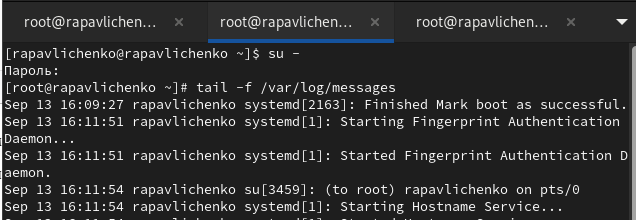 root@rapavlichen...
root@rapavlichen...
root@rapavlichen...
[rapavlichenko@rapavlichenko ~]$ su -
Пароль:
[root@rapavlichenko ~]# tail -f /var/log/messages
Sep 13 16:09:27 rapavlichenko systemd[2163]: Finished Mark boot as successful.
Sep 13 16:11:51 rapavlichenko systemd[1]: Starting Fingerprint Authentication
Daemon...
Sep 13 16:11:51 rapavlichenko systemd[1]: Started Fingerprint Authentication D
aemon.
Sep 13 16:11:54 rapavlichenko su[3459]: (to root) rapavlichenko on pts/0
Sep 13 16:11:54 rapavlichenko systemd[1]: Starting Hostname Service...